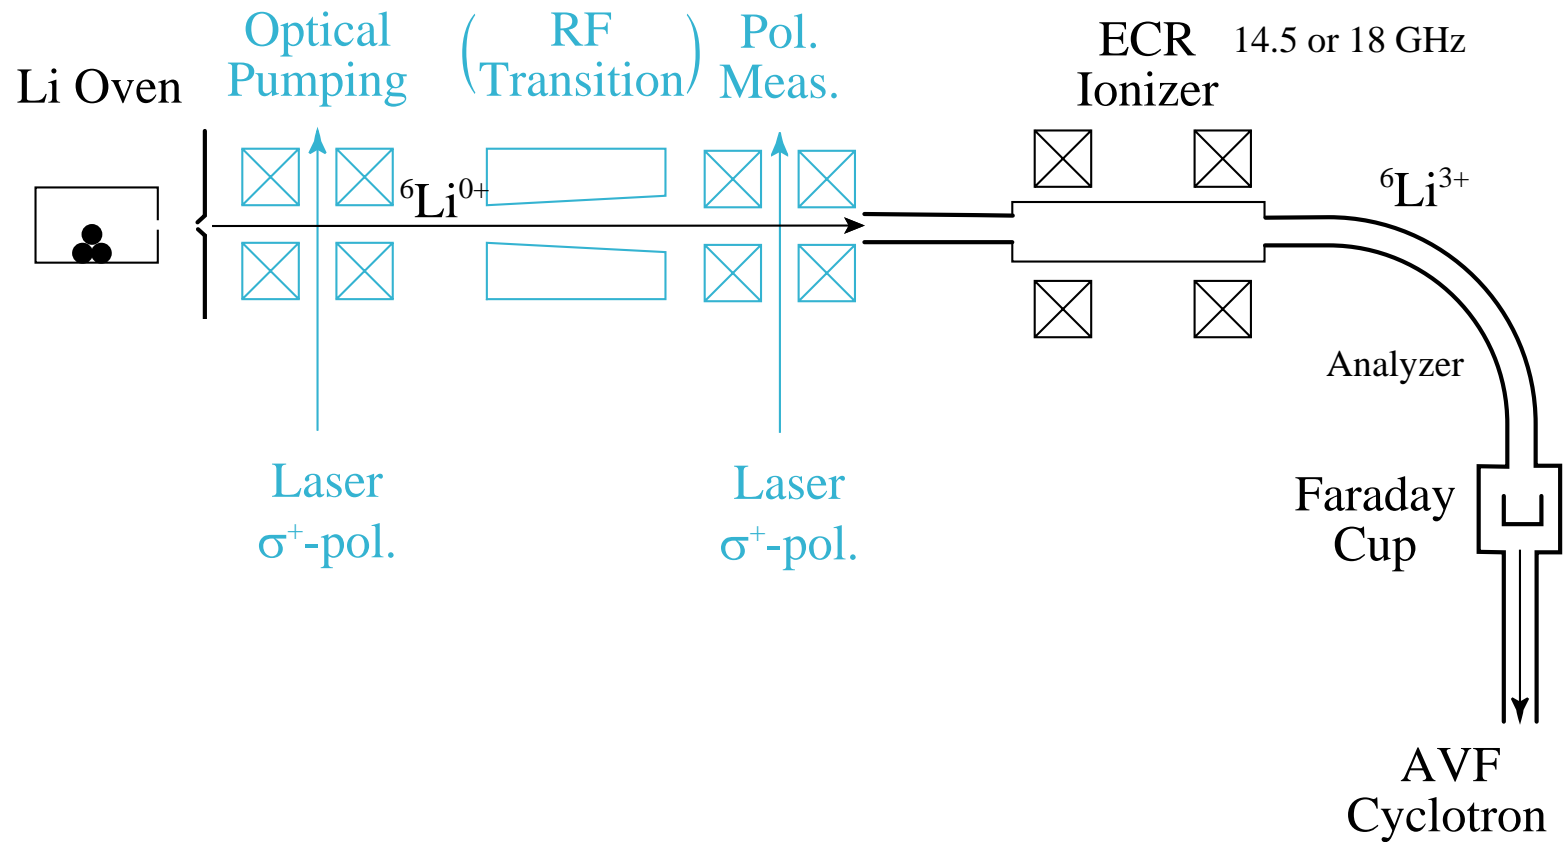 Li Oven
Optical
Pumping
(RF
Transition)
Pol.
Meas.
ECR
Ionizer
14.5 or 18 GHz
⁶Li⁰⁺
⁶Li³⁺
Analyzer
Laser
σ⁺-pol.
Laser
σ⁺-pol.
Faraday
Cup
AVF
Cyclotron